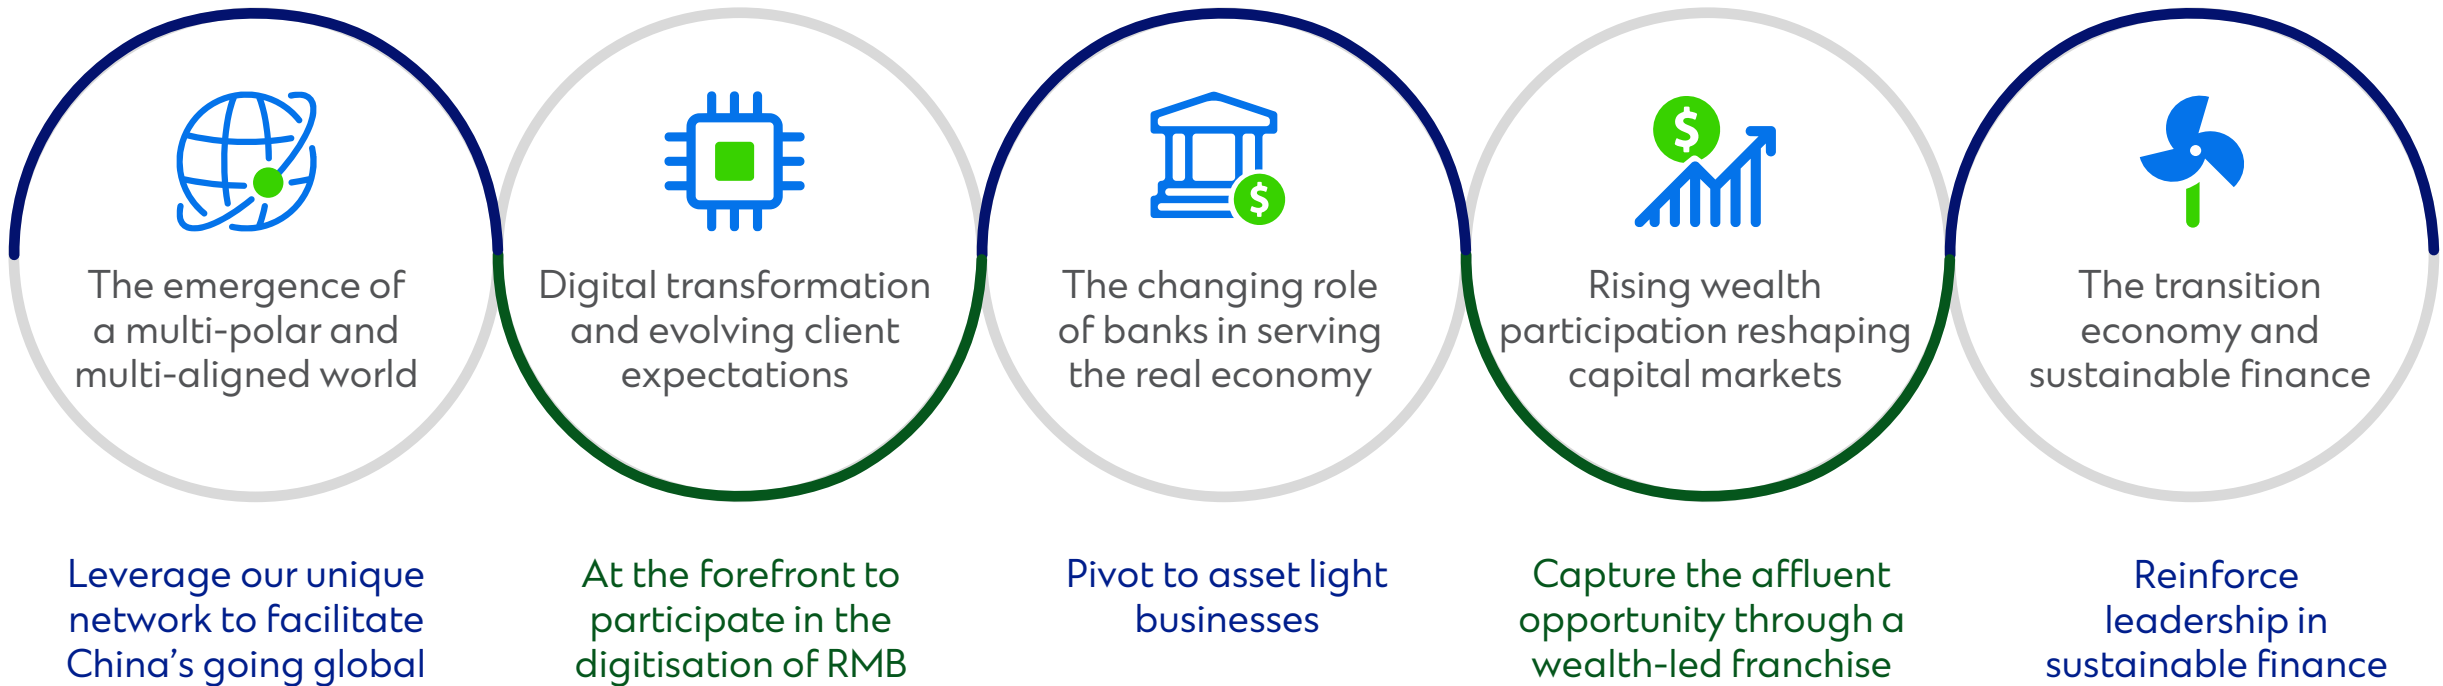 The emergence of
a multi-polar and
multi-aligned world
Digital transformation
and evolving client
expectations
The changing role
of banks in serving
the real economy
Rising wealth
participation reshaping
capital markets
The transition
economy and
sustainable finance
Leverage our unique
network to facilitate
China’s going global
At the forefront to
participate in the
digitisation of RMB
Pivot to asset light
businesses
Capture the affluent
opportunity through a
wealth-led franchise
Reinforce
leadership in
sustainable finance